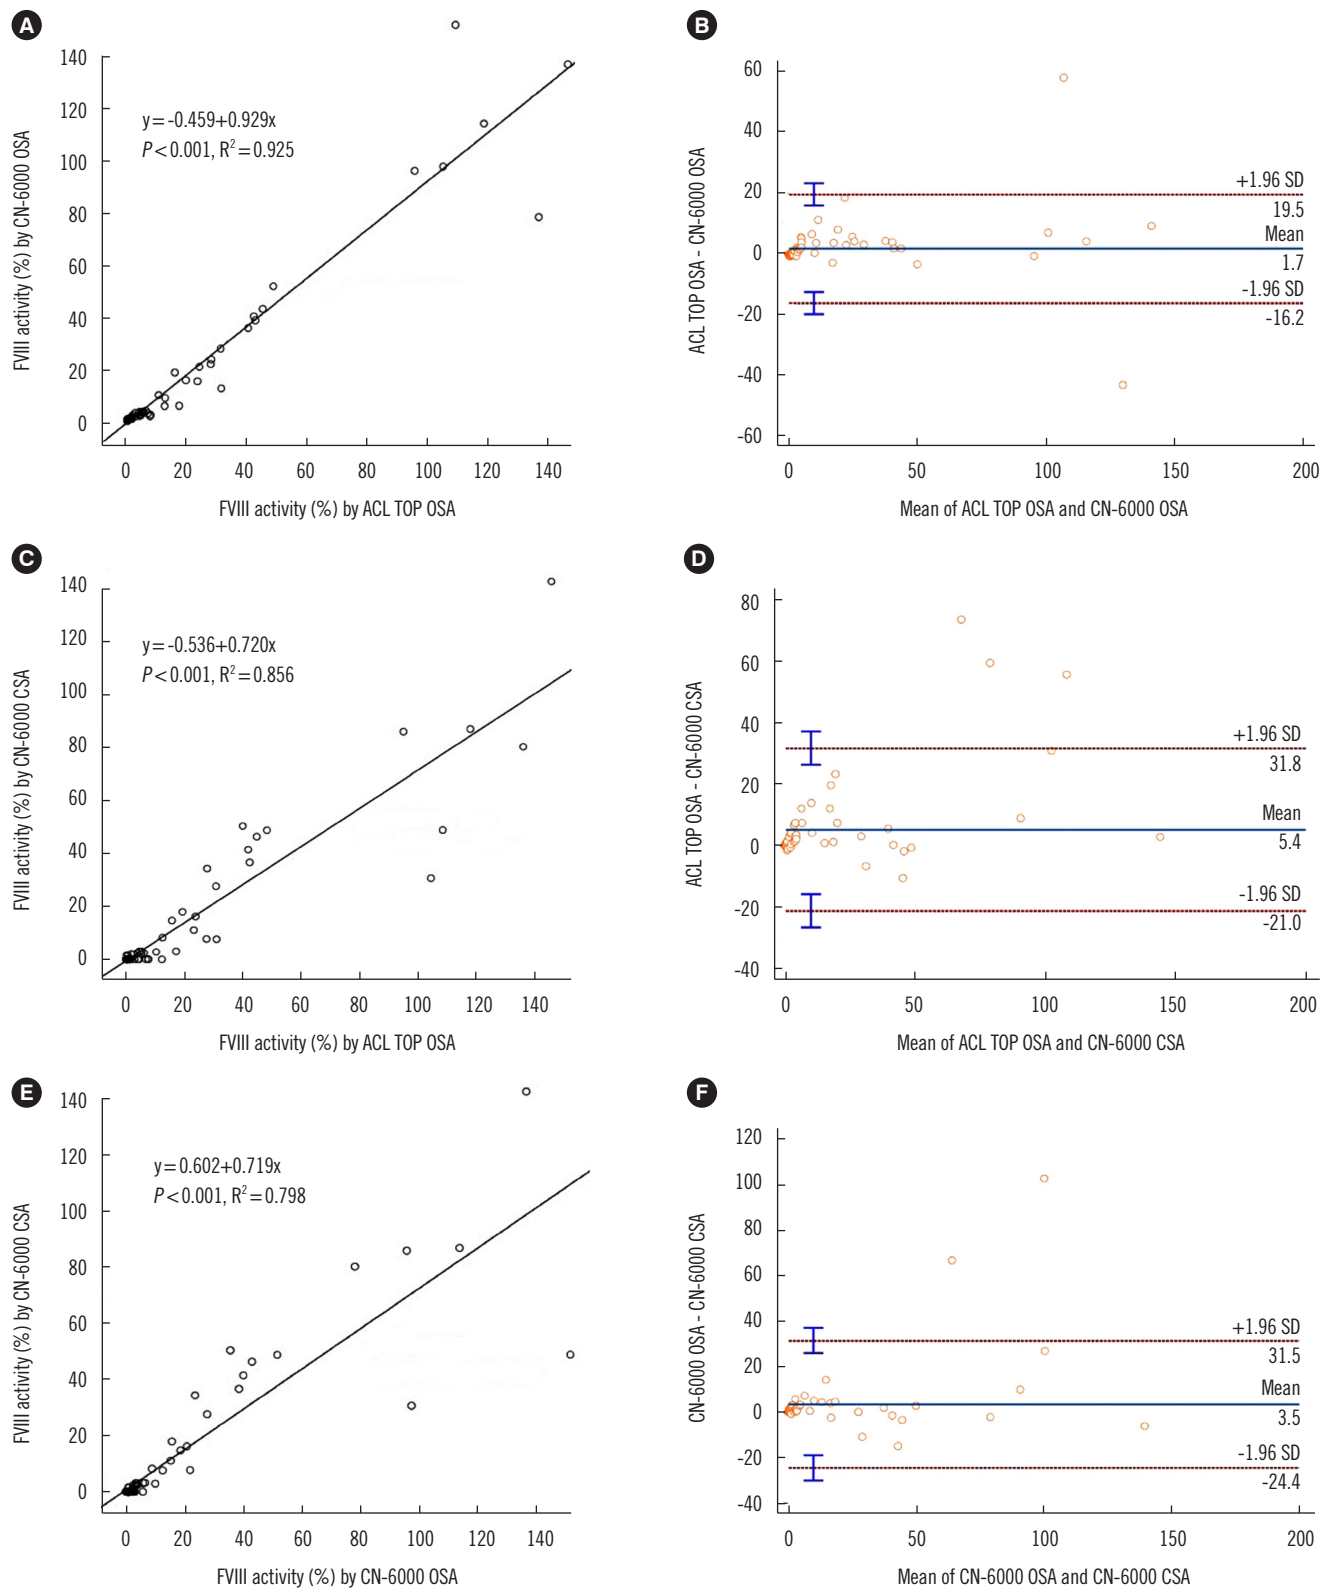 A
FVIII activity (%) by CN-6000 OSA
140
120
100
80
60
40
20
0
y=-0.459+0.929x
P<0.001, R²=0.925
0 20 40 60 80 100 120 140
FVIII activity (%) by ACL TOP OSA
B
ACL TOP OSA - CN-6000 OSA
60
40
20
0
-20
-40
-60
+1.96 SD
19.5
Mean
1.7
-1.96 SD
-16.2
0 50 100 150 200
Mean of ACL TOP OSA and CN-6000 OSA
C
FVIII activity (%) by CN-6000 CSA
140
120
100
80
60
40
20
0
y=-0.536+0.720x
P<0.001, R²=0.856
0 20 40 60 80 100 120 140
FVIII activity (%) by ACL TOP OSA
D
ACL TOP OSA - CN-6000 CSA
80
60
40
20
0
-20
-40
+1.96 SD
31.8
Mean
5.4
-1.96 SD
-21.0
0 50 100 150 200
Mean of ACL TOP OSA and CN-6000 CSA
E
FVIII activity (%) by CN-6000 CSA
140
120
100
80
60
40
20
0
y=0.602+0.719x
P<0.001, R²=0.798
0 20 40 60 80 100 120 140
FVIII activity (%) by CN-6000 OSA
F
CN-6000 OSA - CN-6000 CSA
120
100
80
60
40
20
0
-20
-40
+1.96 SD
31.5
Mean
3.5
-1.96 SD
-24.4
0 50 100 150 200
Mean of CN-6000 OSA and CN-6000 CSA